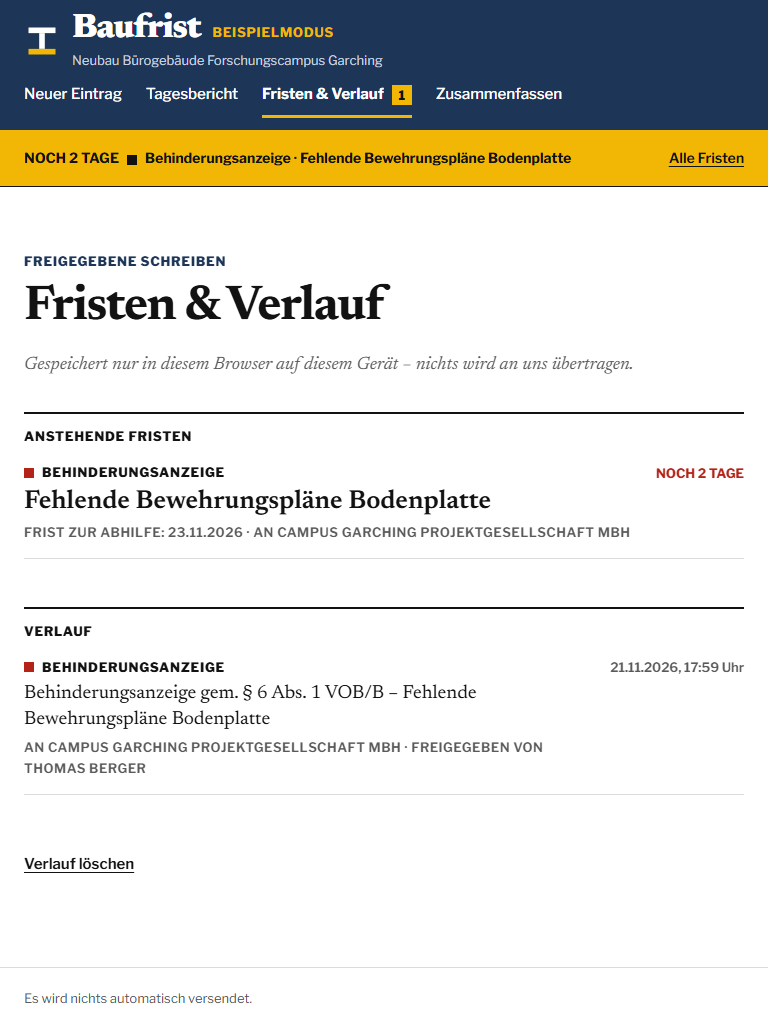 Baufrist BEISPIELMODUS
Neubau Bürogebäude Forschungscampus Garching
Neuer Eintrag Tagesbericht Fristen & Verlauf 1 Zusammenfassen
NOCH 2 TAGE Behinderungsanzeige · Fehlende Bewehrungspläne Bodenplatte Alle Fristen
FREIGEGEBENE SCHREIBEN
Fristen & Verlauf
Gespeichert nur in diesem Browser auf diesem Gerät – nichts wird an uns übertragen.
ANSTEHENDE FRISTEN
BEHINDERUNGSANZEIGE NOCH 2 TAGE
Fehlende Bewehrungspläne Bodenplatte
FRIST ZUR ABHILFE: 23.11.2026 · AN CAMPUS GARCHING PROJEKTGESELLSCHAFT MBH
VERLAUF
BEHINDERUNGSANZEIGE 21.11.2026, 17:59 Uhr
Behinderungsanzeige gem. § 6 Abs. 1 VOB/B – Fehlende
Bewehrungspläne Bodenplatte
AN CAMPUS GARCHING PROJEKTGESELLSCHAFT MBH · FREIGEGEBEN VON
THOMAS BERGER
Verlauf löschen
Es wird nichts automatisch versendet.